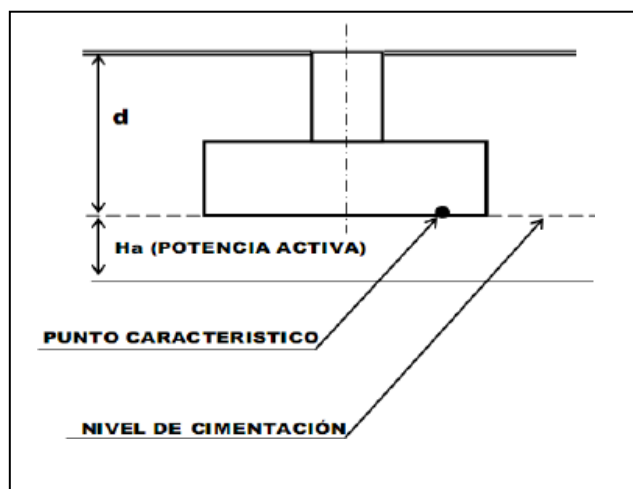 d
Ha (POTENCIA ACTIVA)
PUNTO CARACTERISTICO
NIVEL DE CIMENTACIÓN